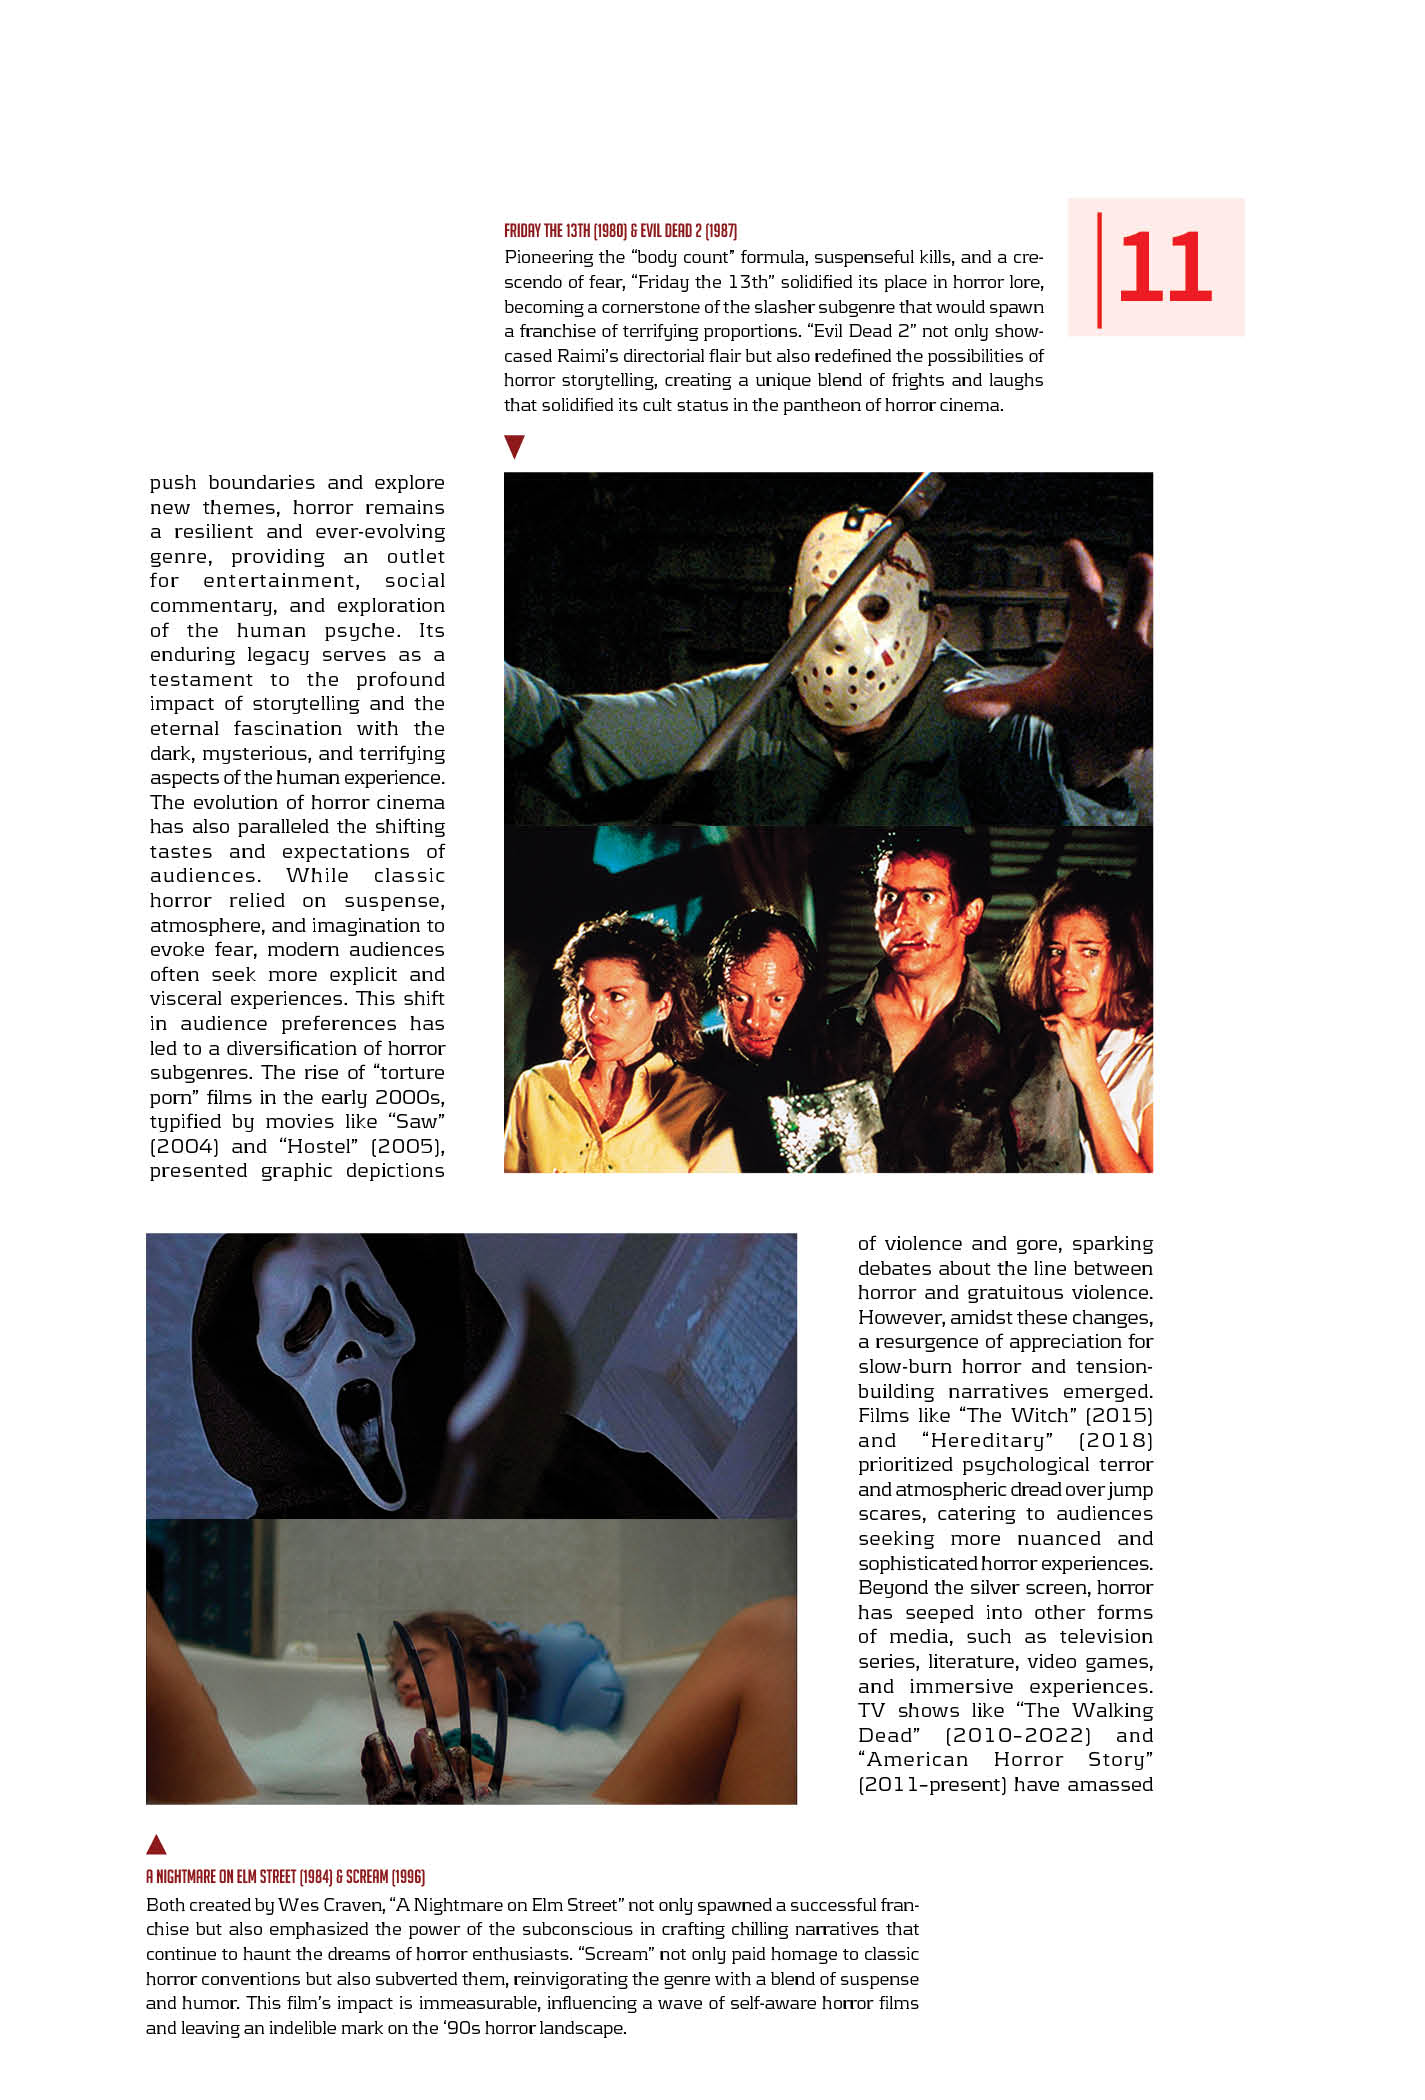 FRIDAY THE 13TH (1980) & EVIL DEAD 2 (1987)
Pioneering the “body count” formula, suspenseful kills, and a cre-
scendo of fear, “Friday the 13th” solidified its place in horror lore,
becoming a cornerstone of the slasher subgenre that would spawn
a franchise of terrifying proportions. “Evil Dead 2” not only show-
cased Raimi’s directorial flair but also redefined the possibilities of
horror storytelling, creating a unique blend of frights and laughs
that solidified its cult status in the pantheon of horror cinema.
11
push boundaries and explore
new themes, horror remains
a resilient and ever-evolving
genre, providing an outlet
for entertainment, social
commentary, and exploration
of the human psyche. Its
enduring legacy serves as a
testament to the profound
impact of storytelling and the
eternal fascination with the
dark, mysterious, and terrifying
aspects of the human experience.
The evolution of horror cinema
has also paralleled the shifting
tastes and expectations of
audiences. While classic
horror relied on suspense,
atmosphere, and imagination to
evoke fear, modern audiences
often seek more explicit and
visceral experiences. This shift
in audience preferences has
led to a diversification of horror
subgenres. The rise of “torture
porn” films in the early 2000s,
typified by movies like “Saw”
(2004) and “Hostel” (2005),
presented graphic depictions
of violence and gore, sparking
debates about the line between
horror and gratuitous violence.
However, amidst these changes,
a resurgence of appreciation for
slow-burn horror and tension-
building narratives emerged.
Films like “The Witch” (2015)
and “Hereditary” (2018)
prioritized psychological terror
and atmospheric dread over jump
scares, catering to audiences
seeking more nuanced and
sophisticated horror experiences.
Beyond the silver screen, horror
has seeped into other forms
of media, such as television
series, literature, video games,
and immersive experiences.
TV shows like “The Walking
Dead” (2010-2022) and
“American Horror Story”
(2011-present) have amassed
A NIGHTMARE ON ELM STREET (1984) & SCREAM (1996)
Both created by Wes Craven, “A Nightmare on Elm Street” not only spawned a successful fran-
chise but also emphasized the power of the subconscious in crafting chilling narratives that
continue to haunt the dreams of horror enthusiasts. “Scream” not only paid homage to classic
horror conventions but also subverted them, reinvigorating the genre with a blend of suspense
and humor. This film’s impact is immeasurable, influencing a wave of self-aware horror films
and leaving an indelible mark on the ‘90s horror landscape.